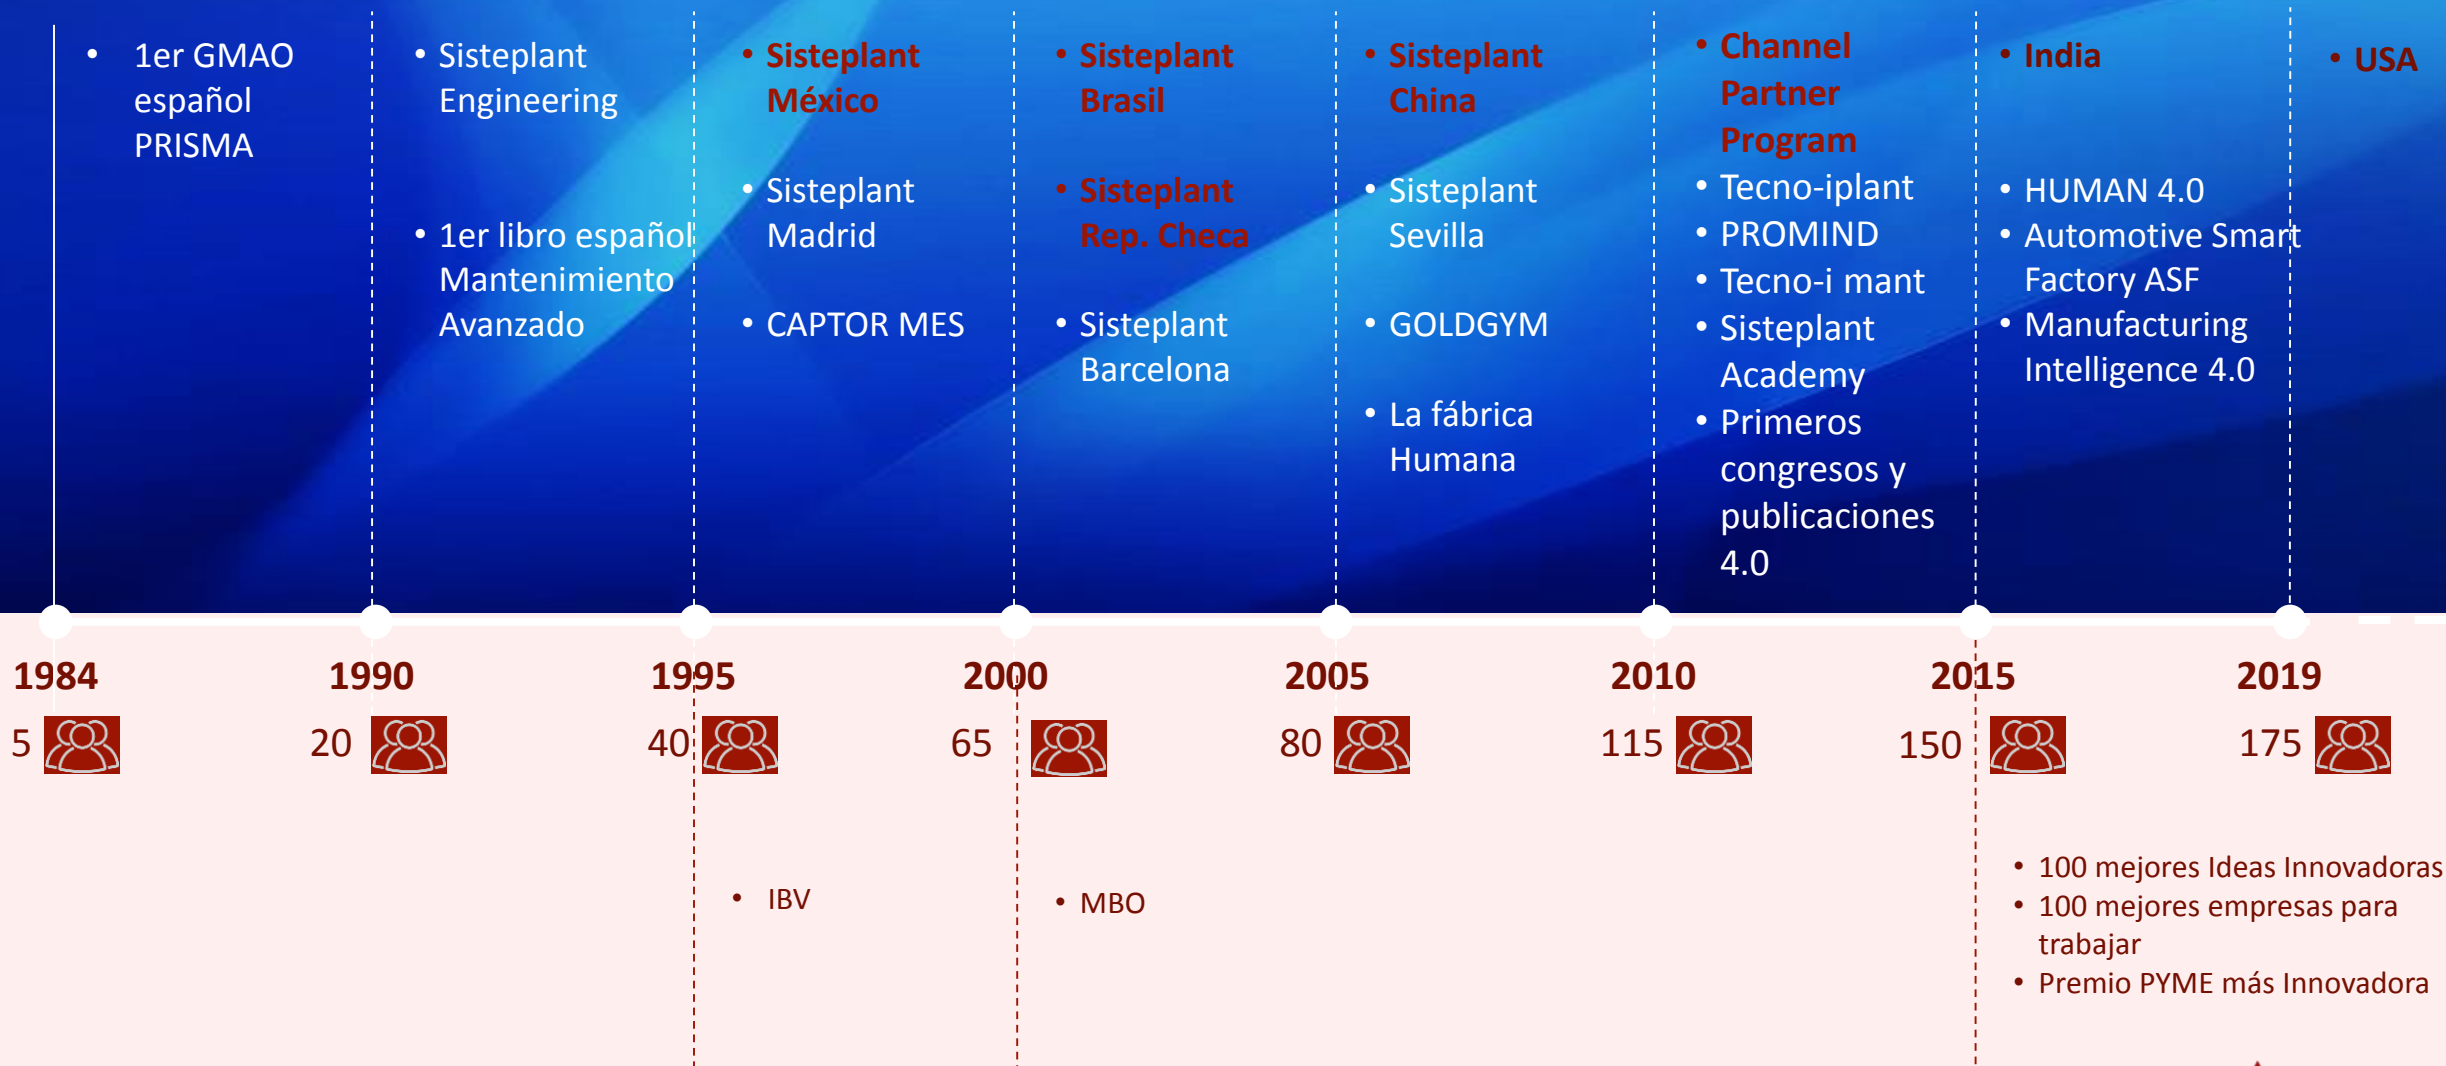 • 1er GMAO
español
PRISMA
• Sisteplant
Engineering
• 1er libro español
Mantenimiento
Avanzado
• Sisteplant
México
• Sisteplant
Madrid
• CAPTOR MES
• Sisteplant
Brasil
• Sisteplant
Rep. Checa
• Sisteplant
Barcelona
• Sisteplant
China
• Sisteplant
Sevilla
• GOLDGYM
• La fábrica
Humana
• Channel
Partner
Program
• Tecno-iplant
• PROMIND
• Tecno-i mant
• Sisteplant
Academy
• Primeros
congresos y
publicaciones
4.0
• India
• HUMAN 4.0
• Automotive Smart
Factory ASF
• Manufacturing
Intelligence 4.0
• USA
1984
1990
1995
2000
2005
2010
2015
2019
5
20
40
65
80
115
150
175
• IBV
• MBO
• 100 mejores Ideas Innovadoras
• 100 mejores empresas para
trabajar
• Premio PYME más Innovadora